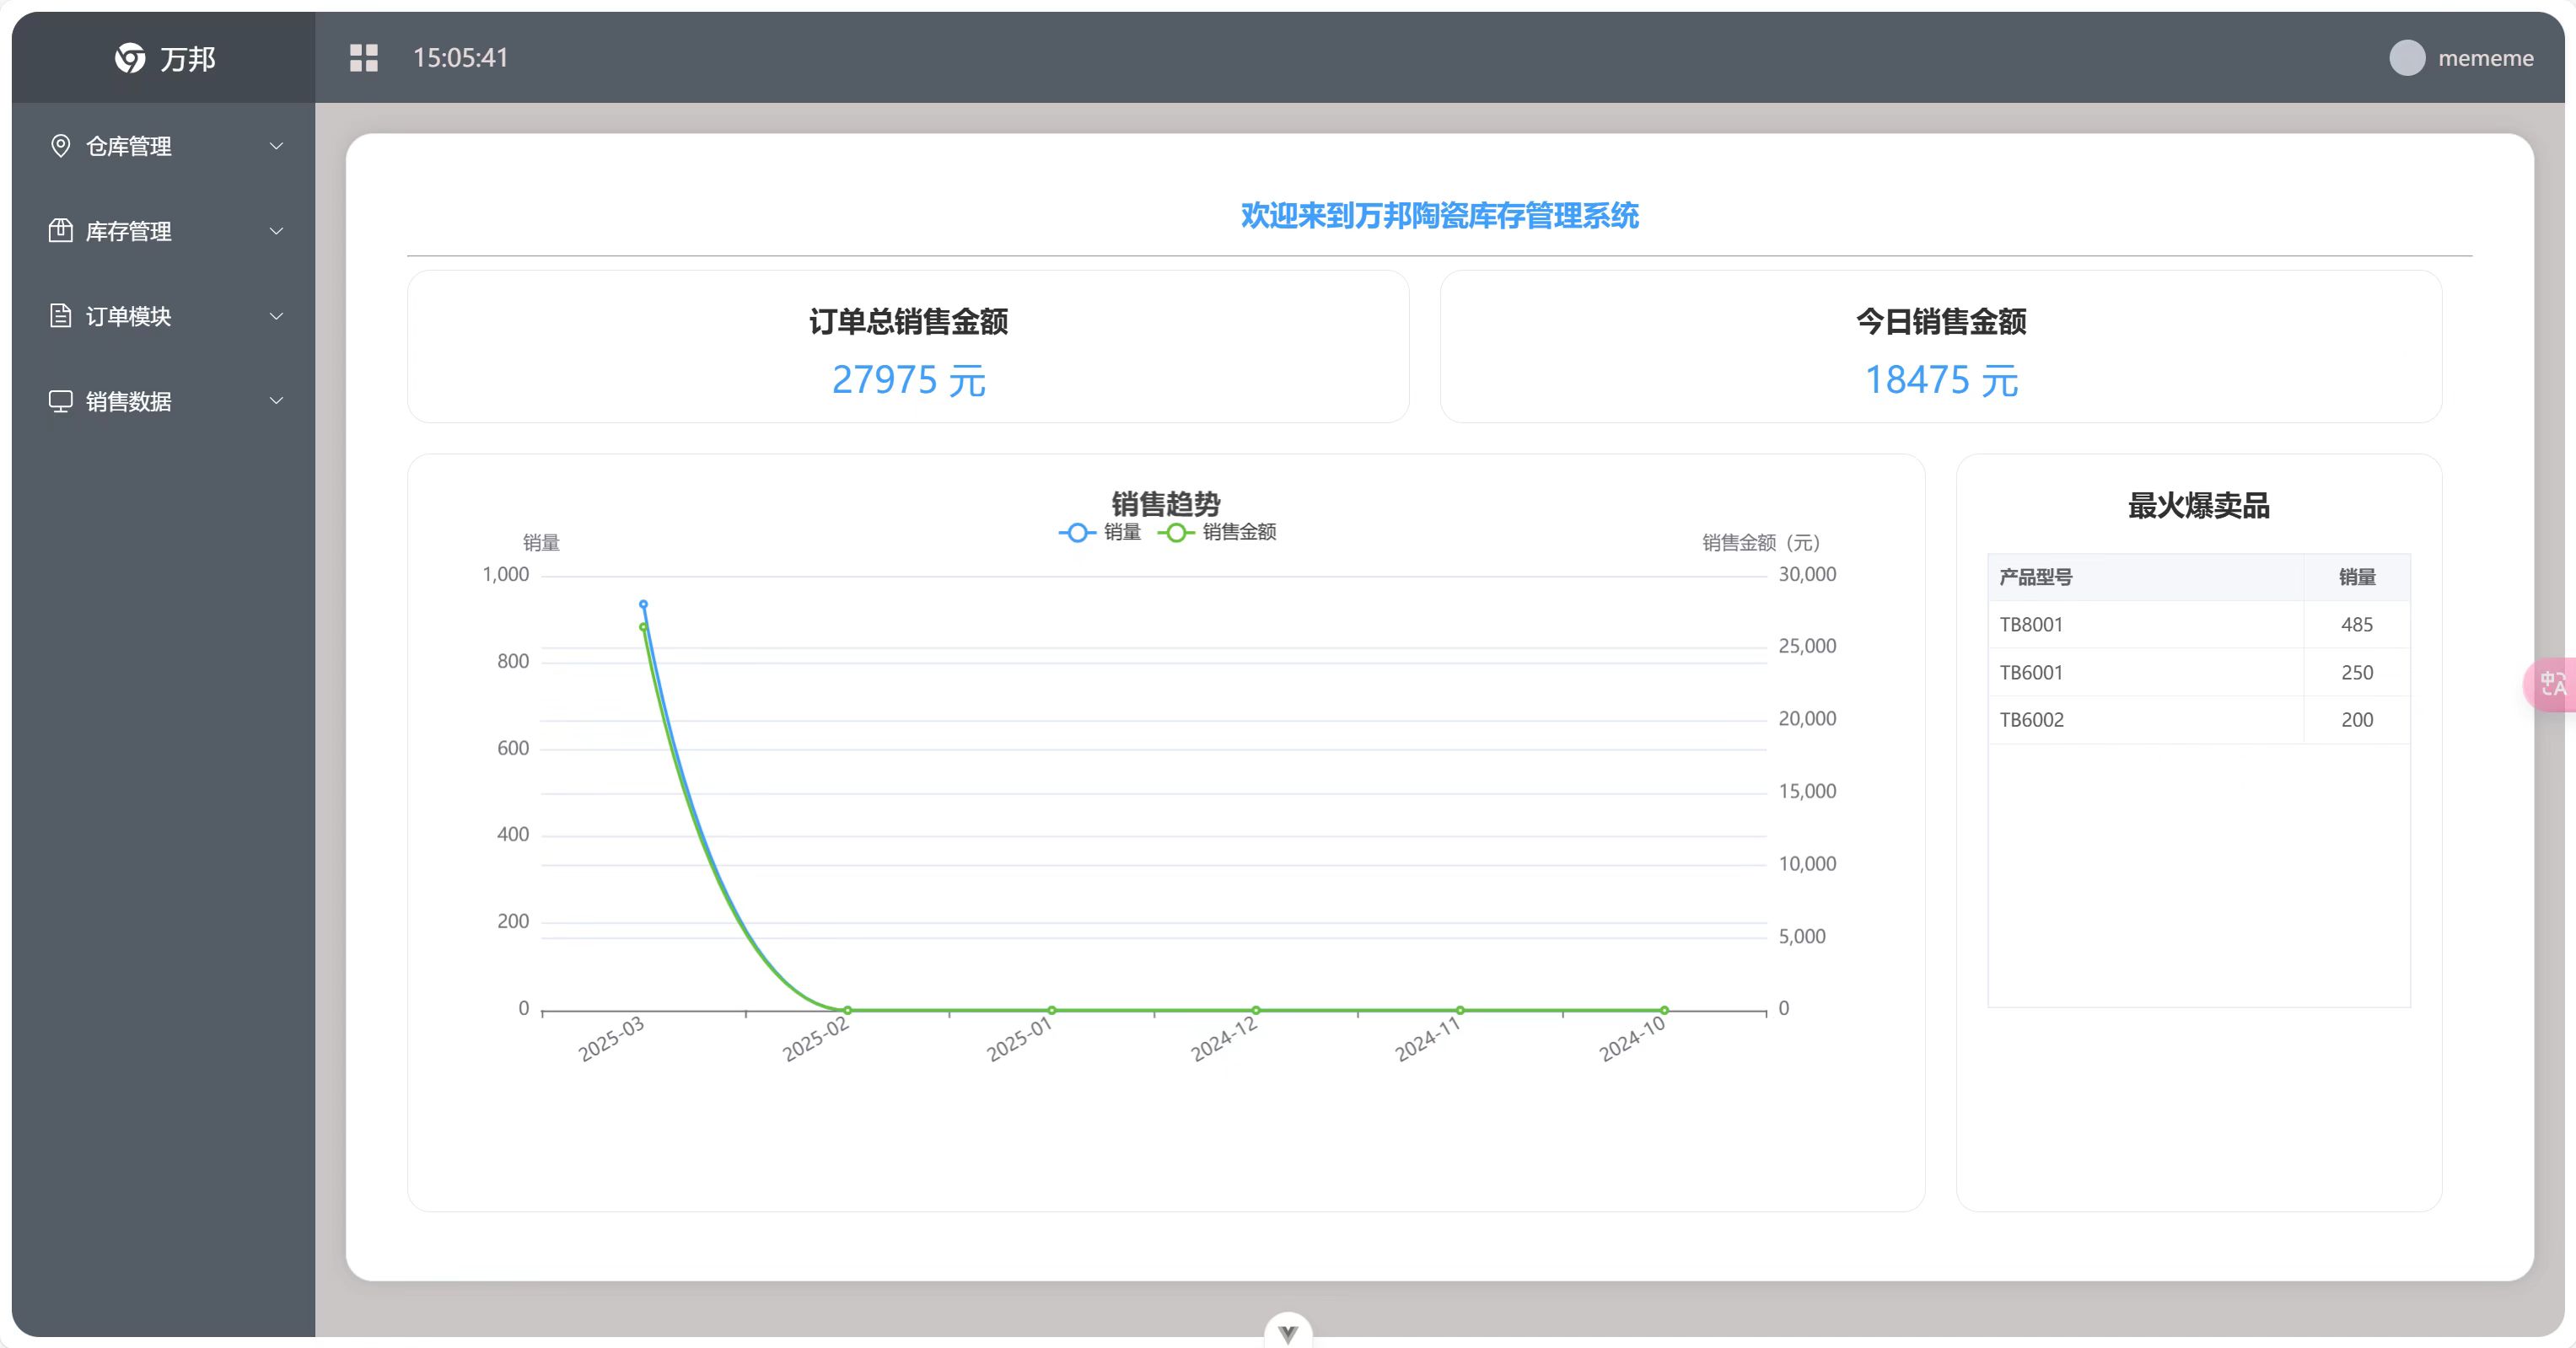 万邦
15:05:41
mememe
仓库管理
库存管理
订单模块
销售数据
欢迎来到万邦陶瓷库存管理系统
订单总销售金额
27975 元
今日销售金额
18475 元
销售趋势
销量 销售金额
销量
销售金额（元）
1,000
800
600
400
200
0
30,000
25,000
20,000
15,000
10,000
5,000
0
2025-03
2025-02
2025-01
2024-12
2024-11
2024-10
最火爆卖品
产品型号 销量
TB8001 485
TB6001 250
TB6002 200
中A